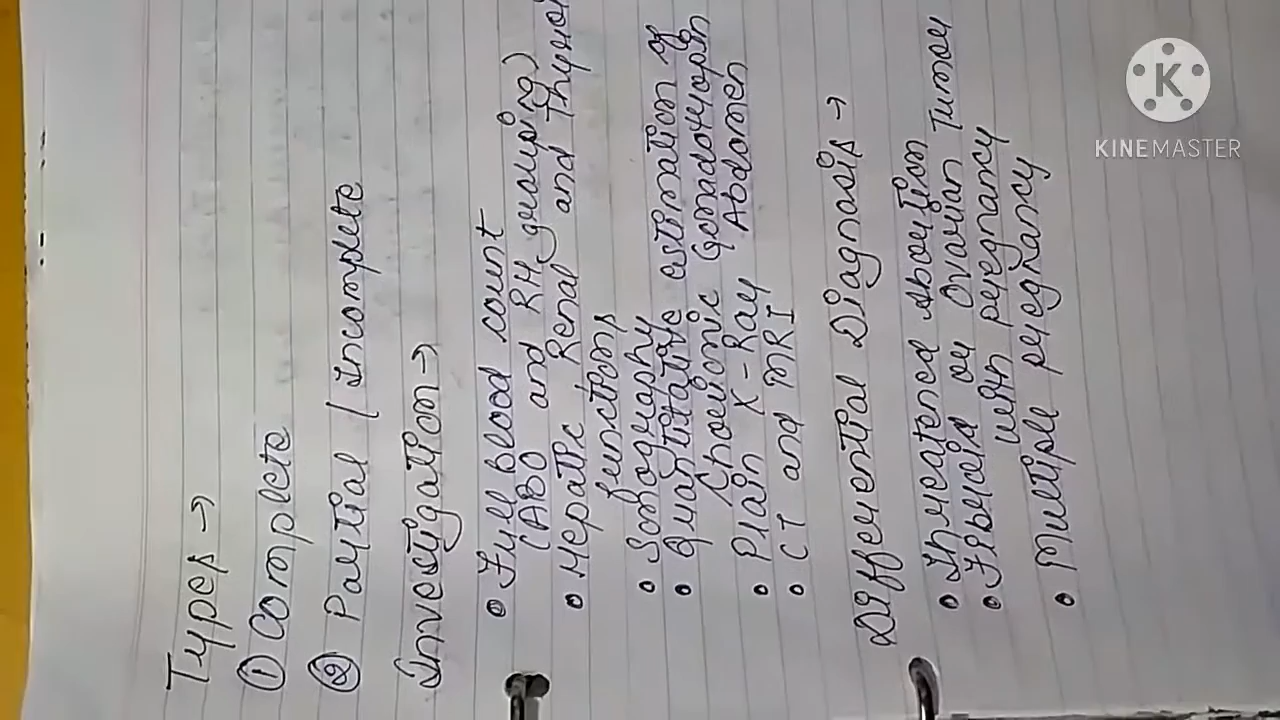 Types →
① Complete
② Partial / Incomplete
Investigation →
• Full Blood count
(ABO and RH grouping)
• Hepatic, Renal and
functions
• Sonography
• Quantitative estimation of
Chorionic Gonadotropin
• Plain X-Ray Abdomen
• CT and MRI
Differential Diagnosis →
• Threatened Abortion
• Fibroid or Ovarian Tumor
with pregnancy
• Multiple pregnancy
K
KINEMASTER